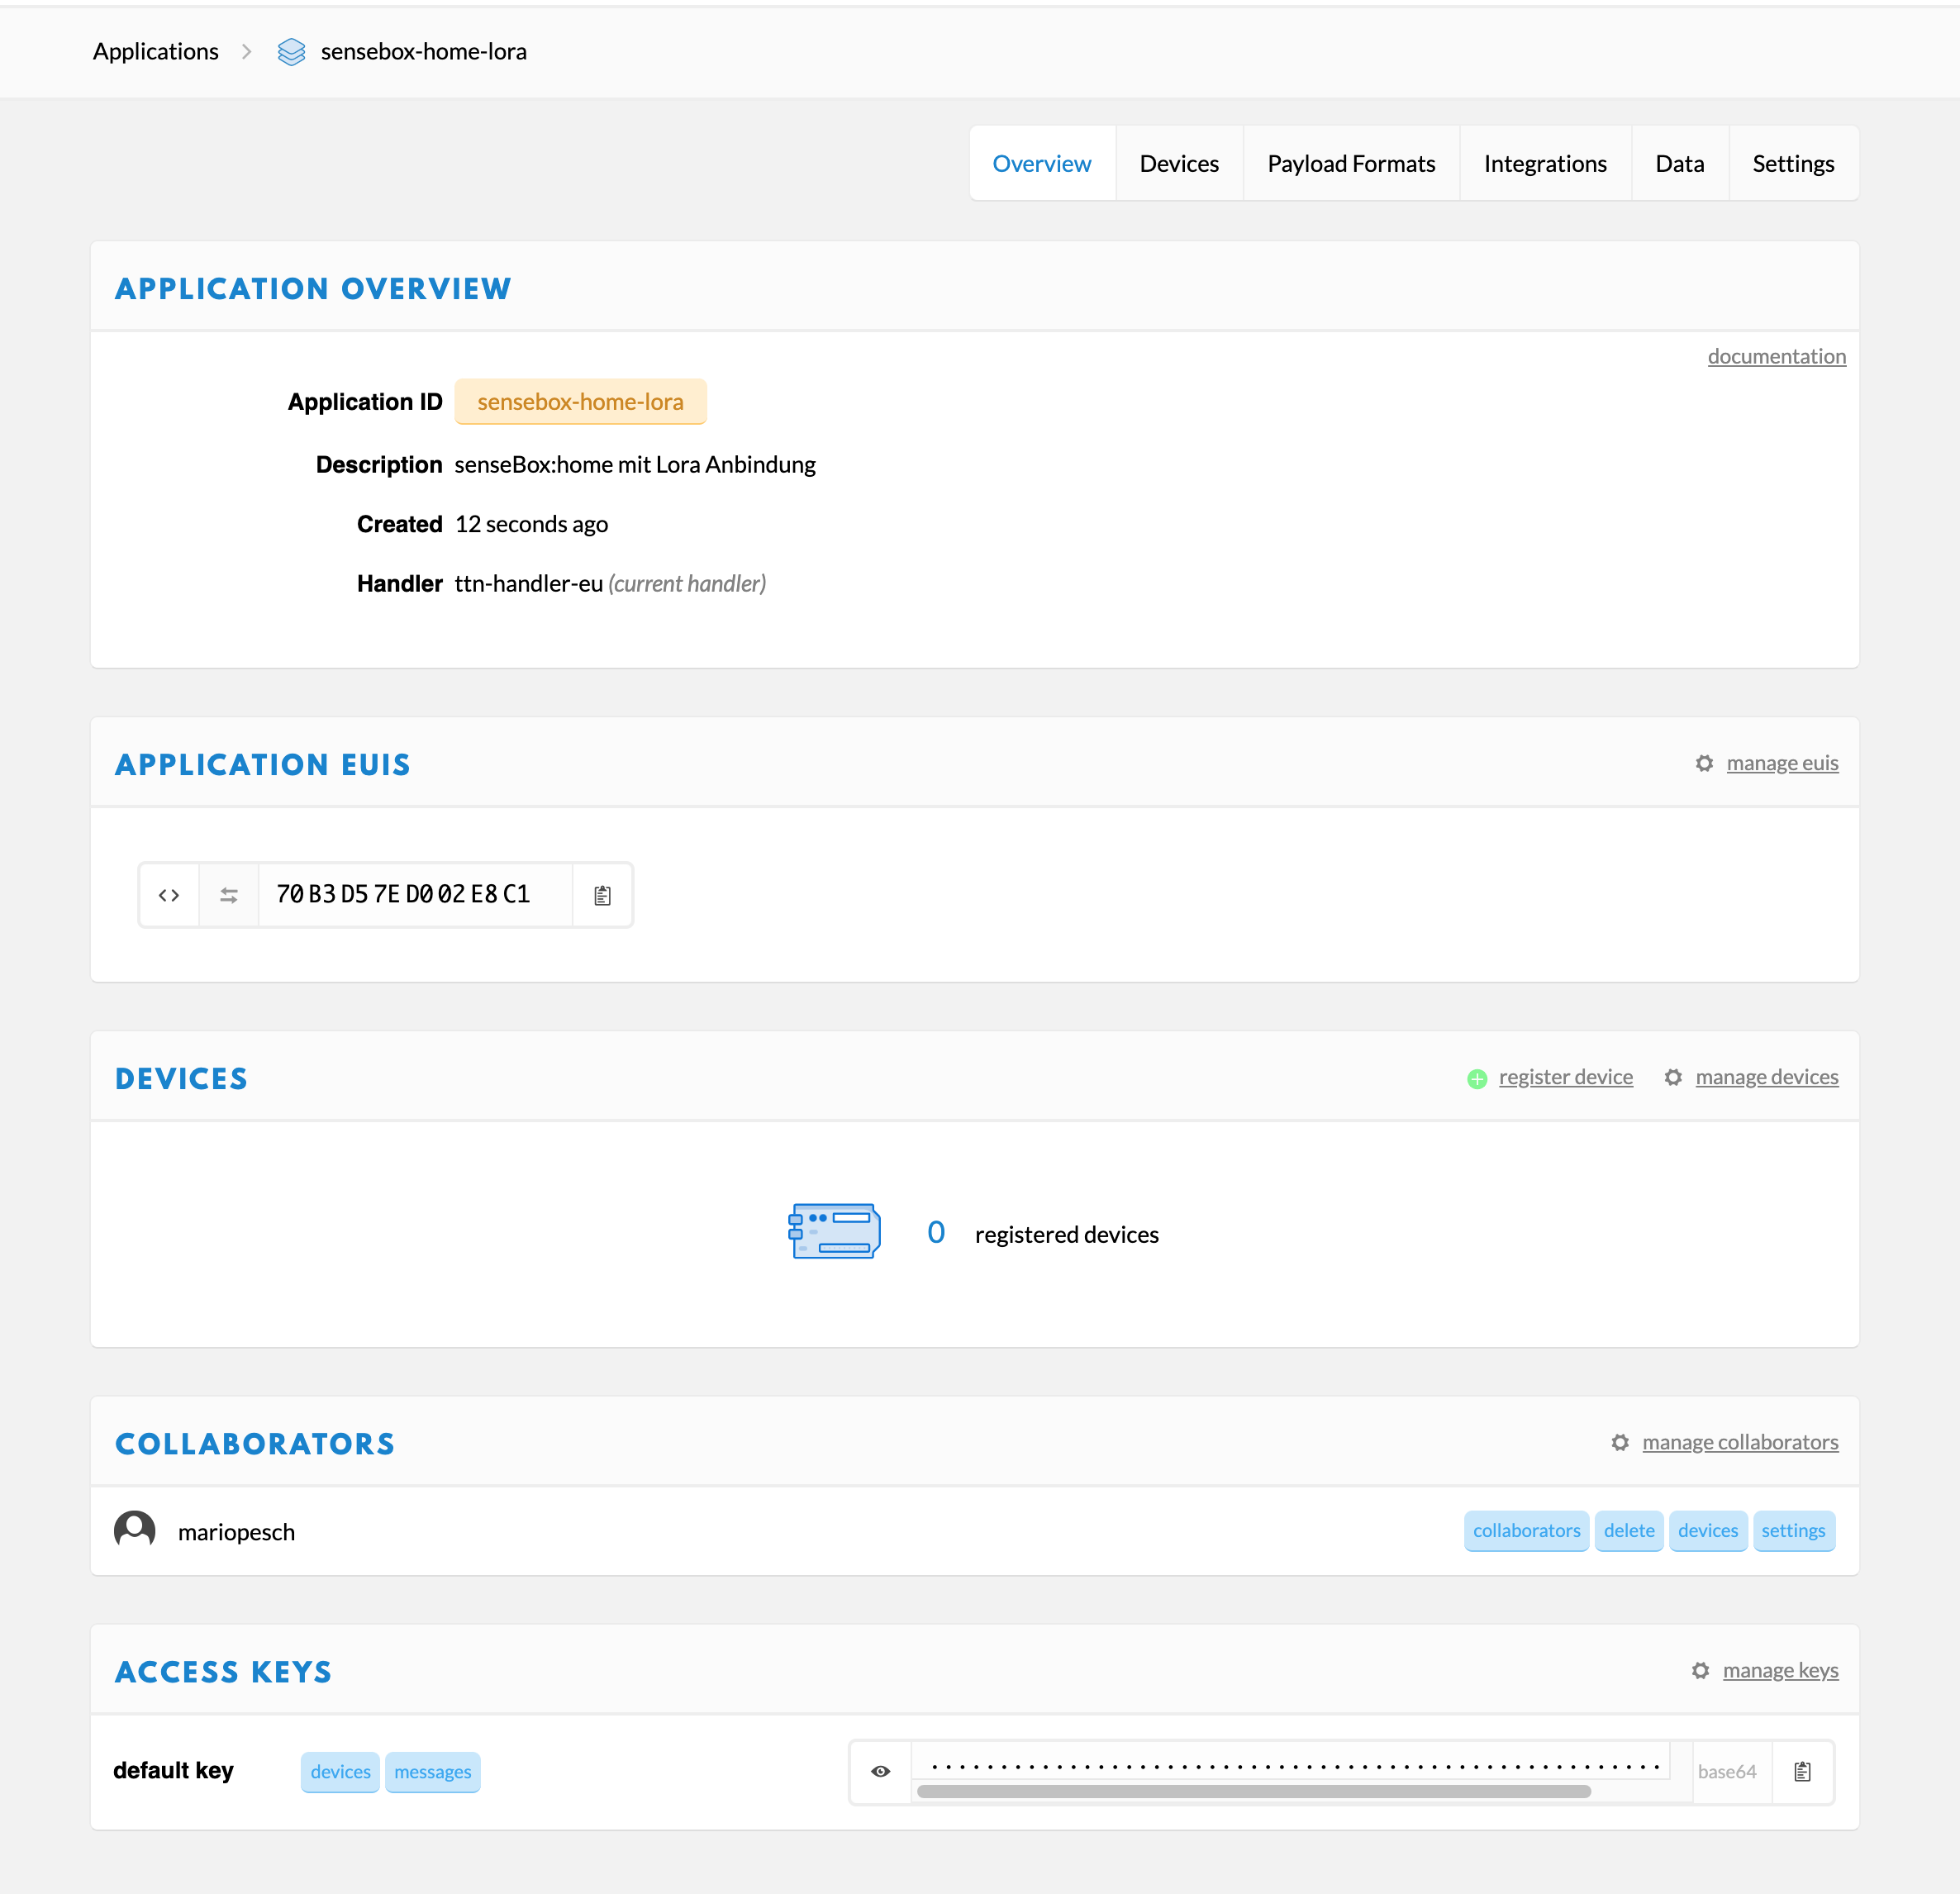 Applications > sensebox-home-lora
Overview Devices Payload Formats Integrations Data Settings
APPLICATION OVERVIEW
documentation
Application ID sensebox-home-lora
Description senseBox:home mit Lora Anbindung
Created 12 seconds ago
Handler ttn-handler-eu (current handler)
APPLICATION EUIS manage euis
<> 70 B3 D5 7E D0 02 E8 C1
DEVICES register device manage devices
0 registered devices
COLLABORATORS manage collaborators
mariopesch collaborators delete devices settings
ACCESS KEYS manage keys
default key devices messages base64